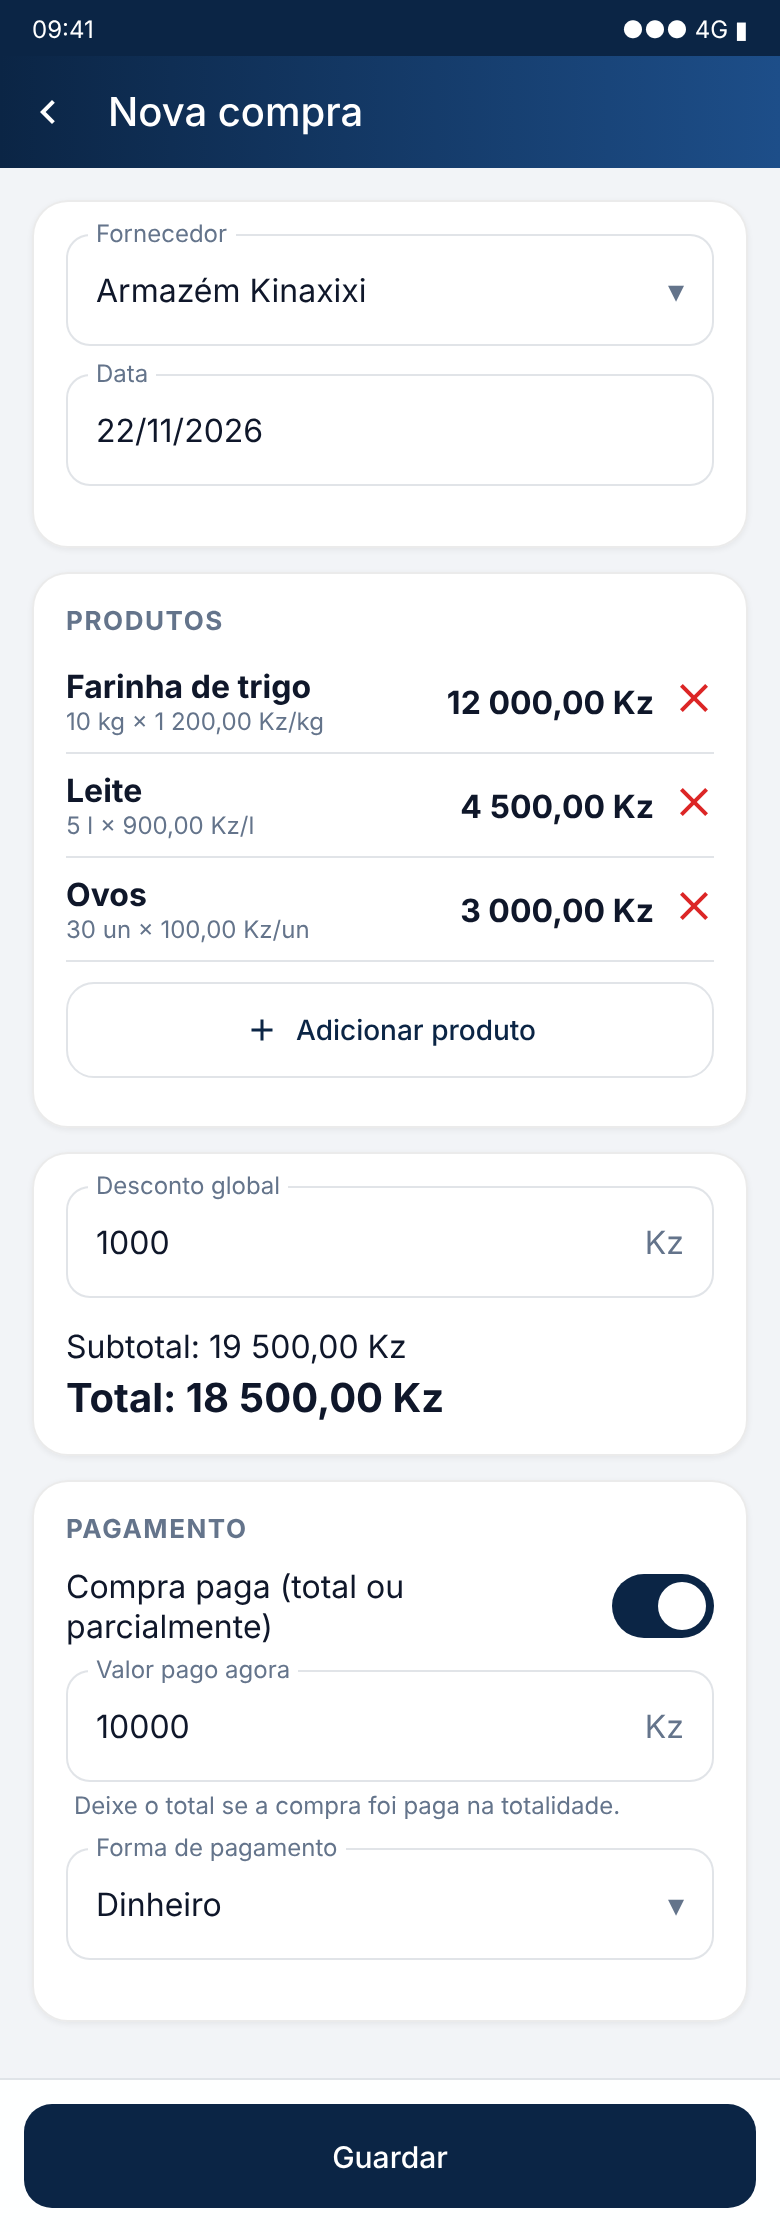 09:41
4G
Nova compra
Fornecedor
Armazém Kinaxixi
Data
22/11/2026
PRODUTOS
Farinha de trigo
12 000,00 Kz
10 kg × 1 200,00 Kz/kg
Leite
4 500,00 Kz
5 l × 900,00 Kz/l
Ovos
3 000,00 Kz
30 un × 100,00 Kz/un
+ Adicionar produto
Desconto global
1000 Kz
Subtotal: 19 500,00 Kz
Total: 18 500,00 Kz
PAGAMENTO
Compra paga (total ou
parcialmente)
Valor pago agora
10000 Kz
Deixe o total se a compra foi paga na totalidade.
Forma de pagamento
Dinheiro
Guardar